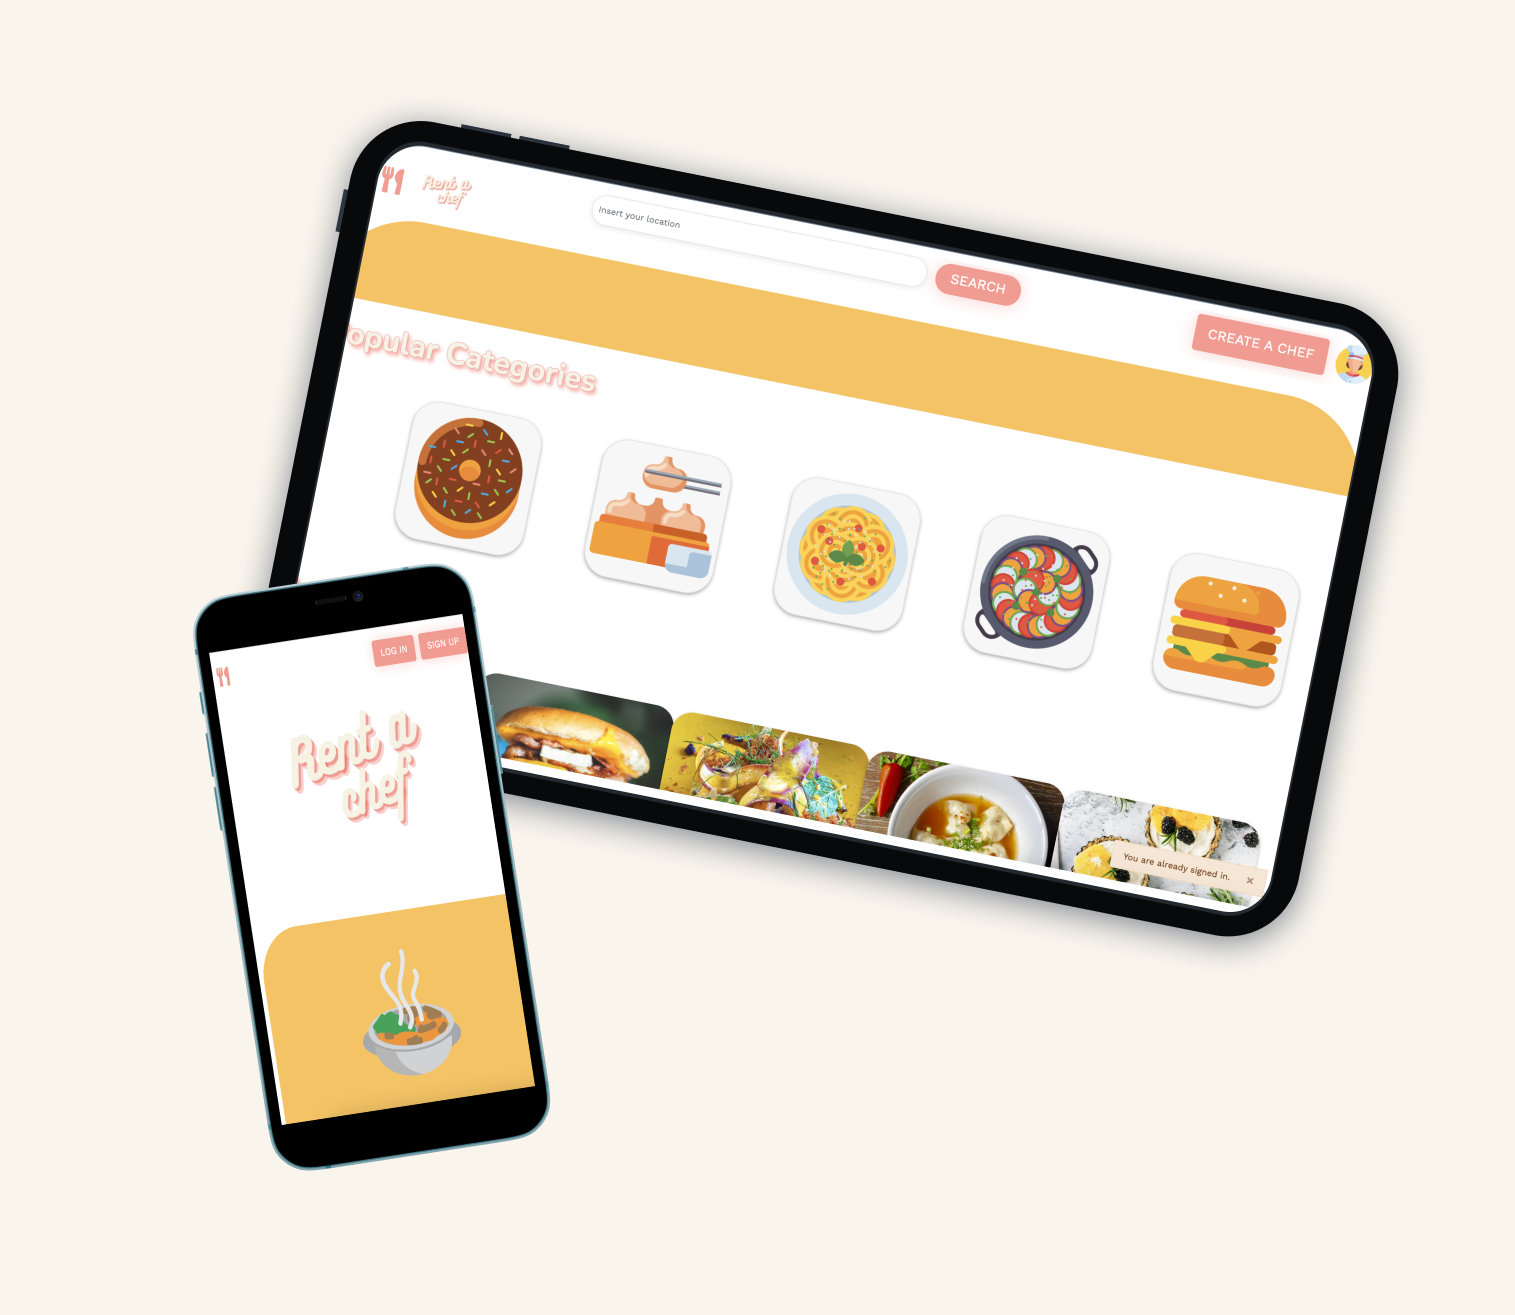 Rent a
chef
Insert your location
SEARCH
CREATE A CHEF
opular Categories
You are already signed in.
LOG IN
SIGN UP
Rent a
chef